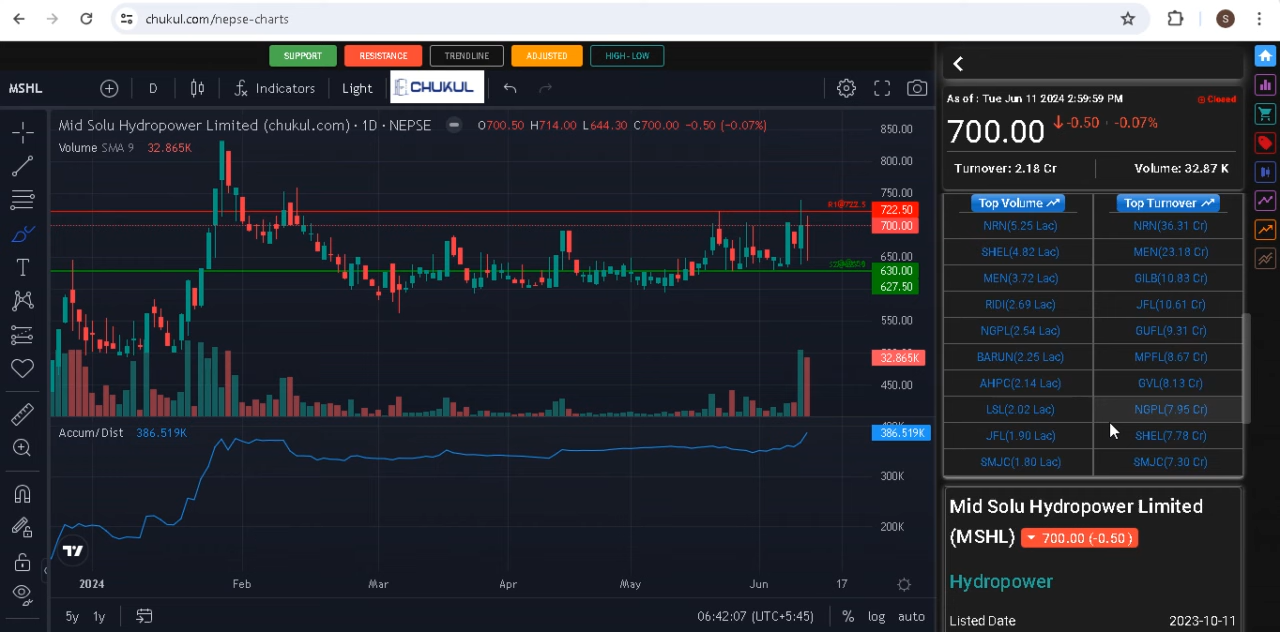 chukul.com/nepse-charts
S
SUPPORT RESISTANCE TRENDLINE ADJUSTED HIGH-LOW
MSHL D Indicators Light CHUKUL
Mid Solu Hydropower Limited (chukul.com) · 1D · NEPSE O700.50 H714.00 L644.30 C700.00 -0.50 (-0.07%)
Volume SMA 9 32.865K
850.00
800.00
750.00
R1@722.5
722.50
700.00
650.00
630.00
627.50
550.00
32.865K
450.00
Accum/Dist 386.519K
386.519K
300K
200K
2024 Feb Mar Apr May Jun 17
5y 1y 06:42:07 (UTC+5:45) % log auto
As of : Tue Jun 11 2024 2:59:59 PM Closed
700.00 -0.50 · -0.07%
Turnover: 2.18 Cr Volume: 32.87 K
Top Volume Top Turnover
NRN(5.25 Lac) NRN(36.31 Cr)
SHEL(4.82 Lac) MEN(23.18 Cr)
MEN(3.72 Lac) GILB(10.83 Cr)
RIDI(2.69 Lac) JFL(10.61 Cr)
NGPL(2.54 Lac) GUFL(9.31 Cr)
BARUN(2.25 Lac) MPFL(8.67 Cr)
AHPC(2.14 Lac) GVL(8.13 Cr)
LSL(2.02 Lac) NGPL(7.95 Cr)
JFL(1.90 Lac) SHEL(7.78 Cr)
SMJC(1.80 Lac) SMJC(7.30 Cr)
Mid Solu Hydropower Limited
(MSHL) 700.00 (-0.50 )
Hydropower
Listed Date 2023-10-11